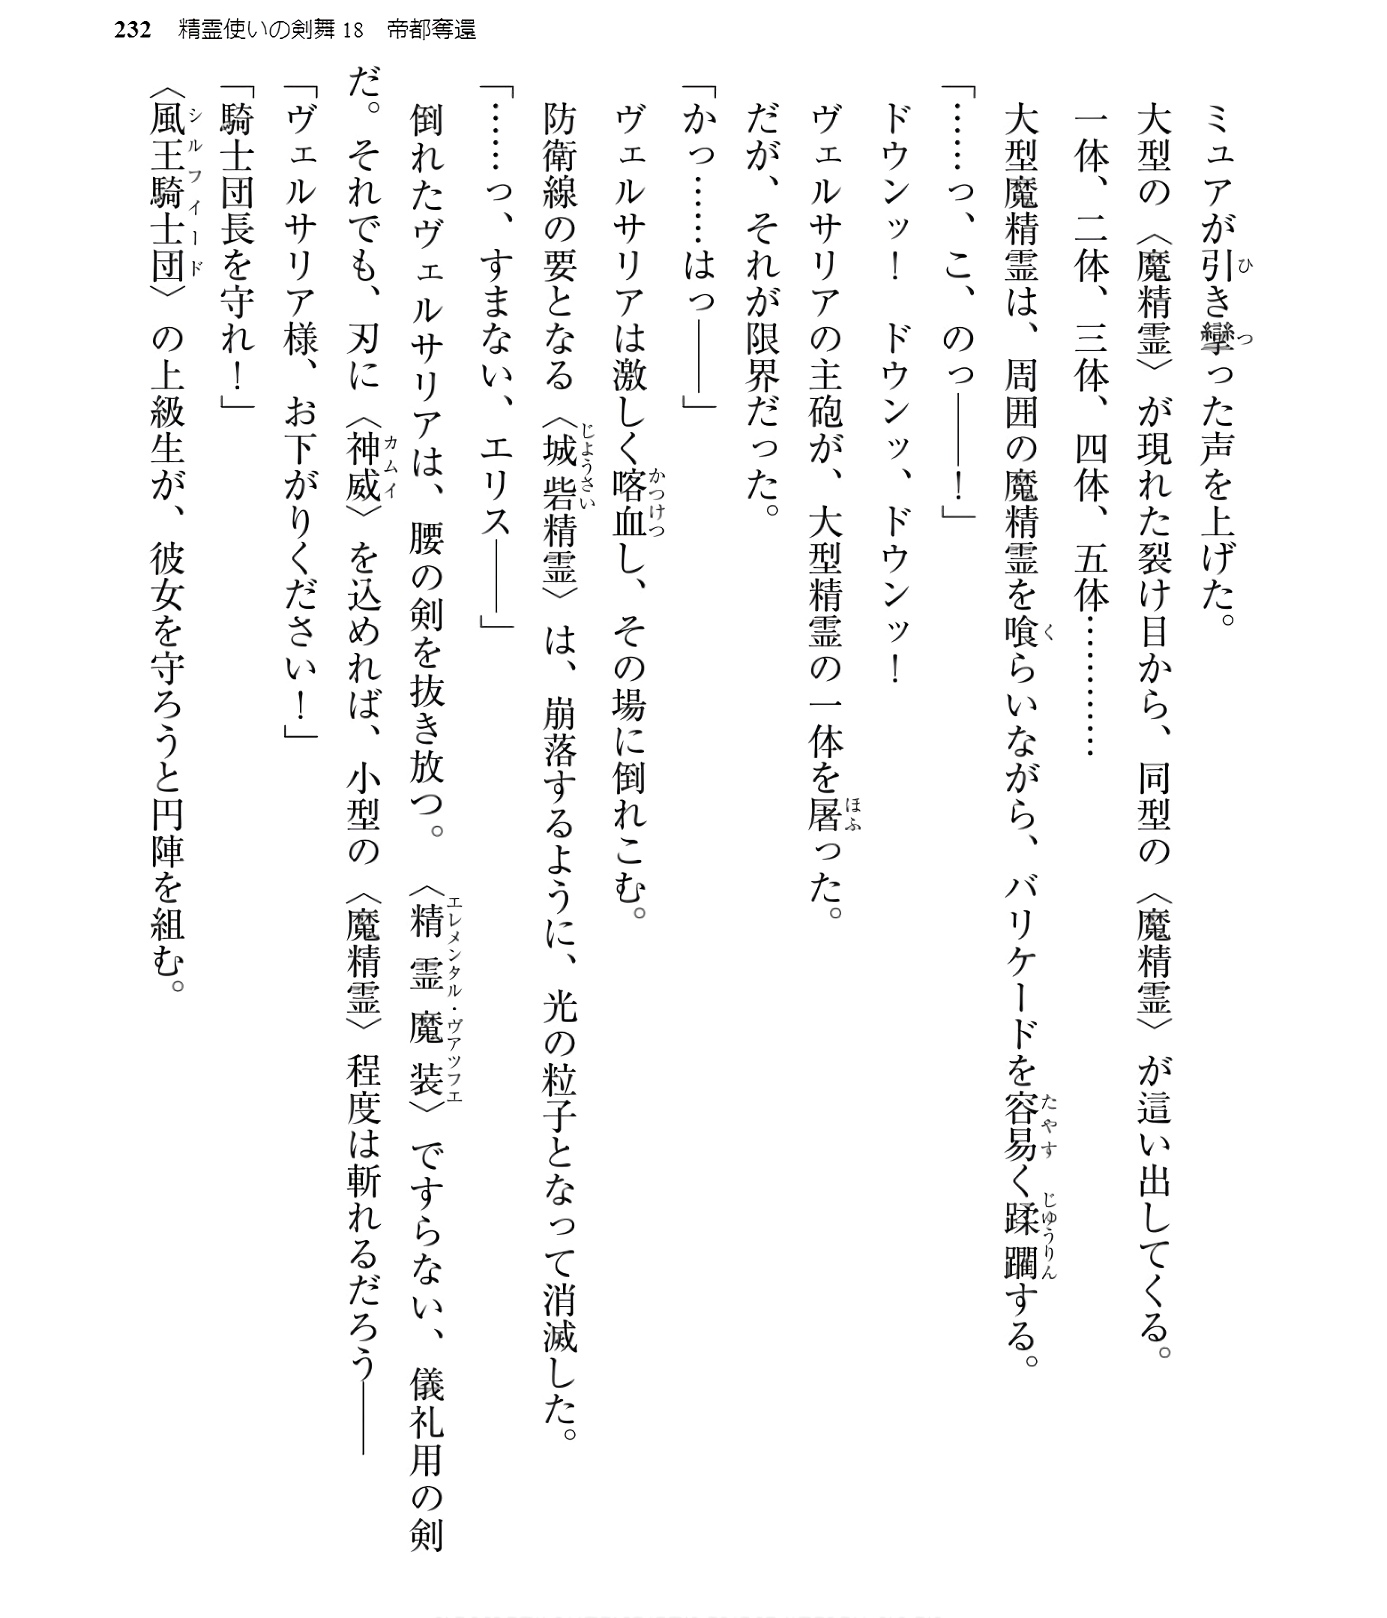 232　精霊使いの剣舞 18　帝都奪還
ミュアが引き攣った声を上げた。
大型の〈魔精霊〉が現れた裂け目から、同型の〈魔精霊〉が這い出してくる。
一体、二体、三体、四体、五体…………
大型魔精霊は、周囲の魔精霊を喰らいながら、バリケードを容易く蹂躙する。
「……っ、こ、のっ――！」
ドウンッ！　ドウンッ、ドウンッ！
ヴェルサリアの主砲が、大型精霊の一体を屠った。
だが、それが限界だった。
「かっ……はっ――」
ヴェルサリアは激しく喀血し、その場に倒れこむ。
防衛線の要となる〈城砦精霊〉は、崩落するように、光の粒子となって消滅した。
「……っ、すまない、エリス――」
倒れたヴェルサリアは、腰の剣を抜き放つ。〈精霊魔装〉ですらない、儀礼用の剣
だ。それでも、刃に〈神威〉を込めれば、小型の〈魔精霊〉程度は斬れるだろう――
「ヴェルサリア様、お下がりください！」
「騎士団長を守れ！」
〈風王騎士団〉の上級生が、彼女を守ろうと円陣を組む。